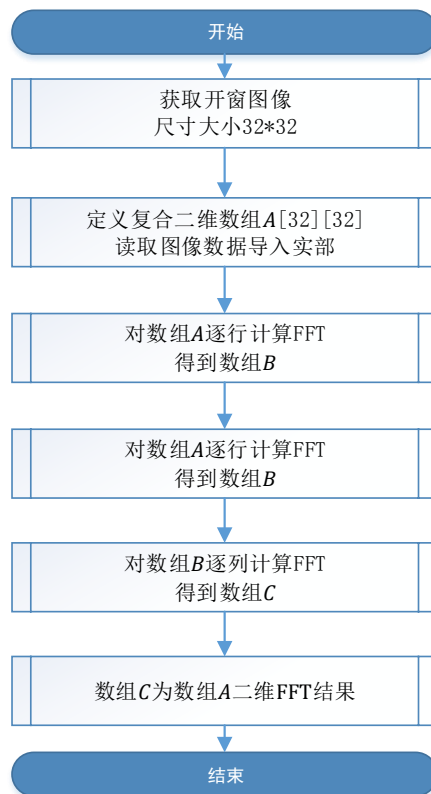 开始
获取开窗图像
尺寸大小32*32
定义复合二维数组A[32][32]
读取图像数据导入实部
对数组A逐行计算FFT
得到数组B
对数组A逐行计算FFT
得到数组B
对数组B逐列计算FFT
得到数组C
数组C为数组A二维FFT结果
结束